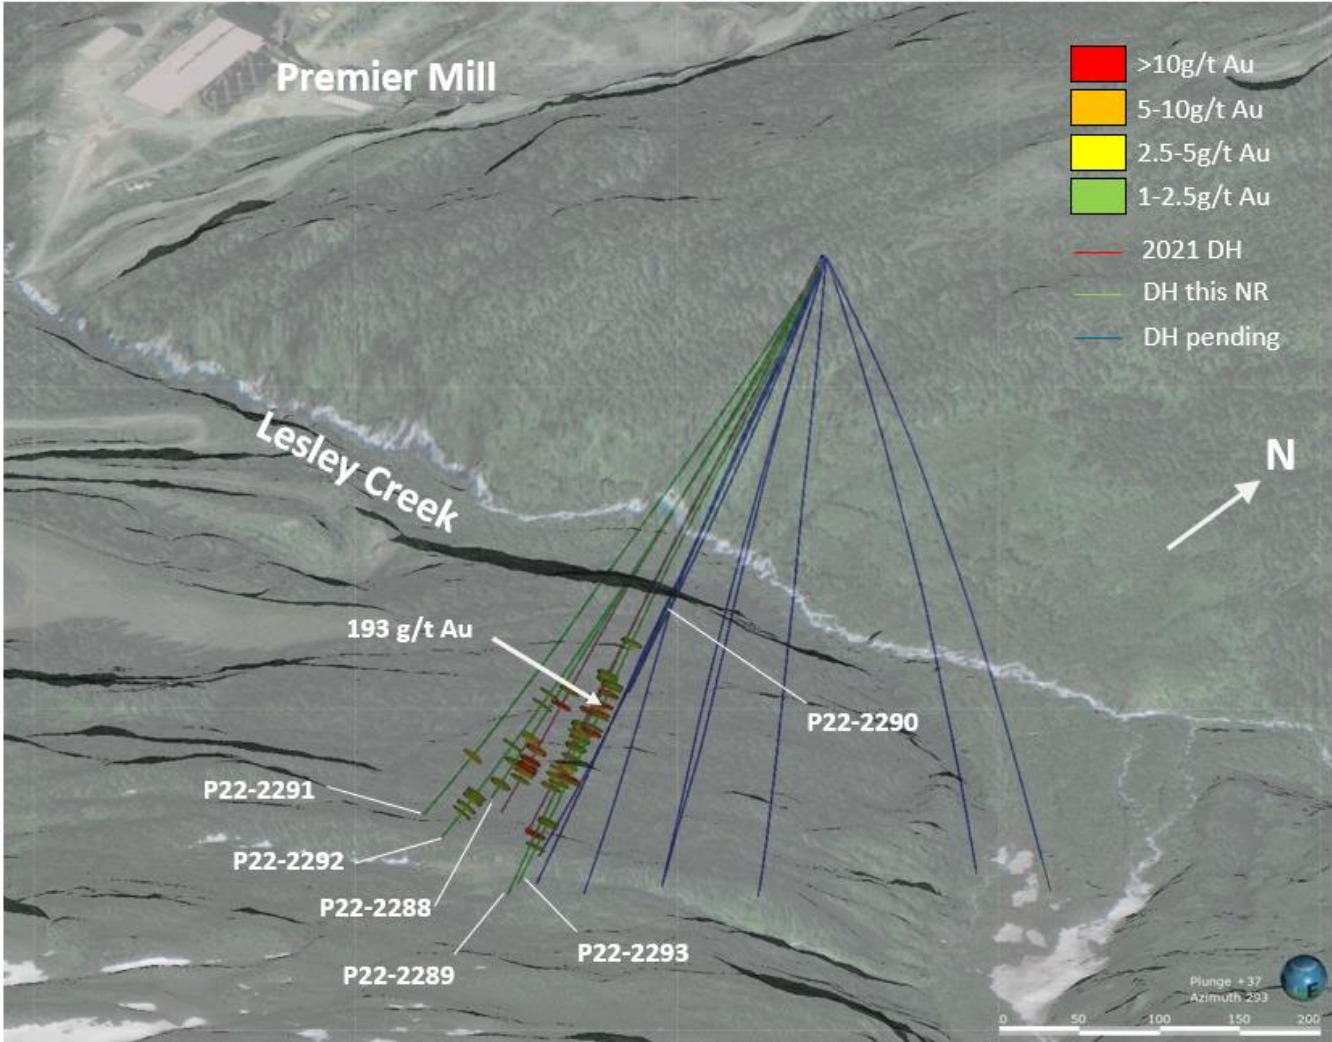 Premier Mill
>10g/t Au
5-10g/t Au
2.5-5g/t Au
1-2.5g/t Au
2021 DH
DH this NR
DH pending
Lesley Creek
N
193 g/t Au
P22-2290
P22-2291
P22-2292
P22-2288
P22-2293
P22-2289
Plunge +37
Azimuth 293
E
0 50 100 150 200